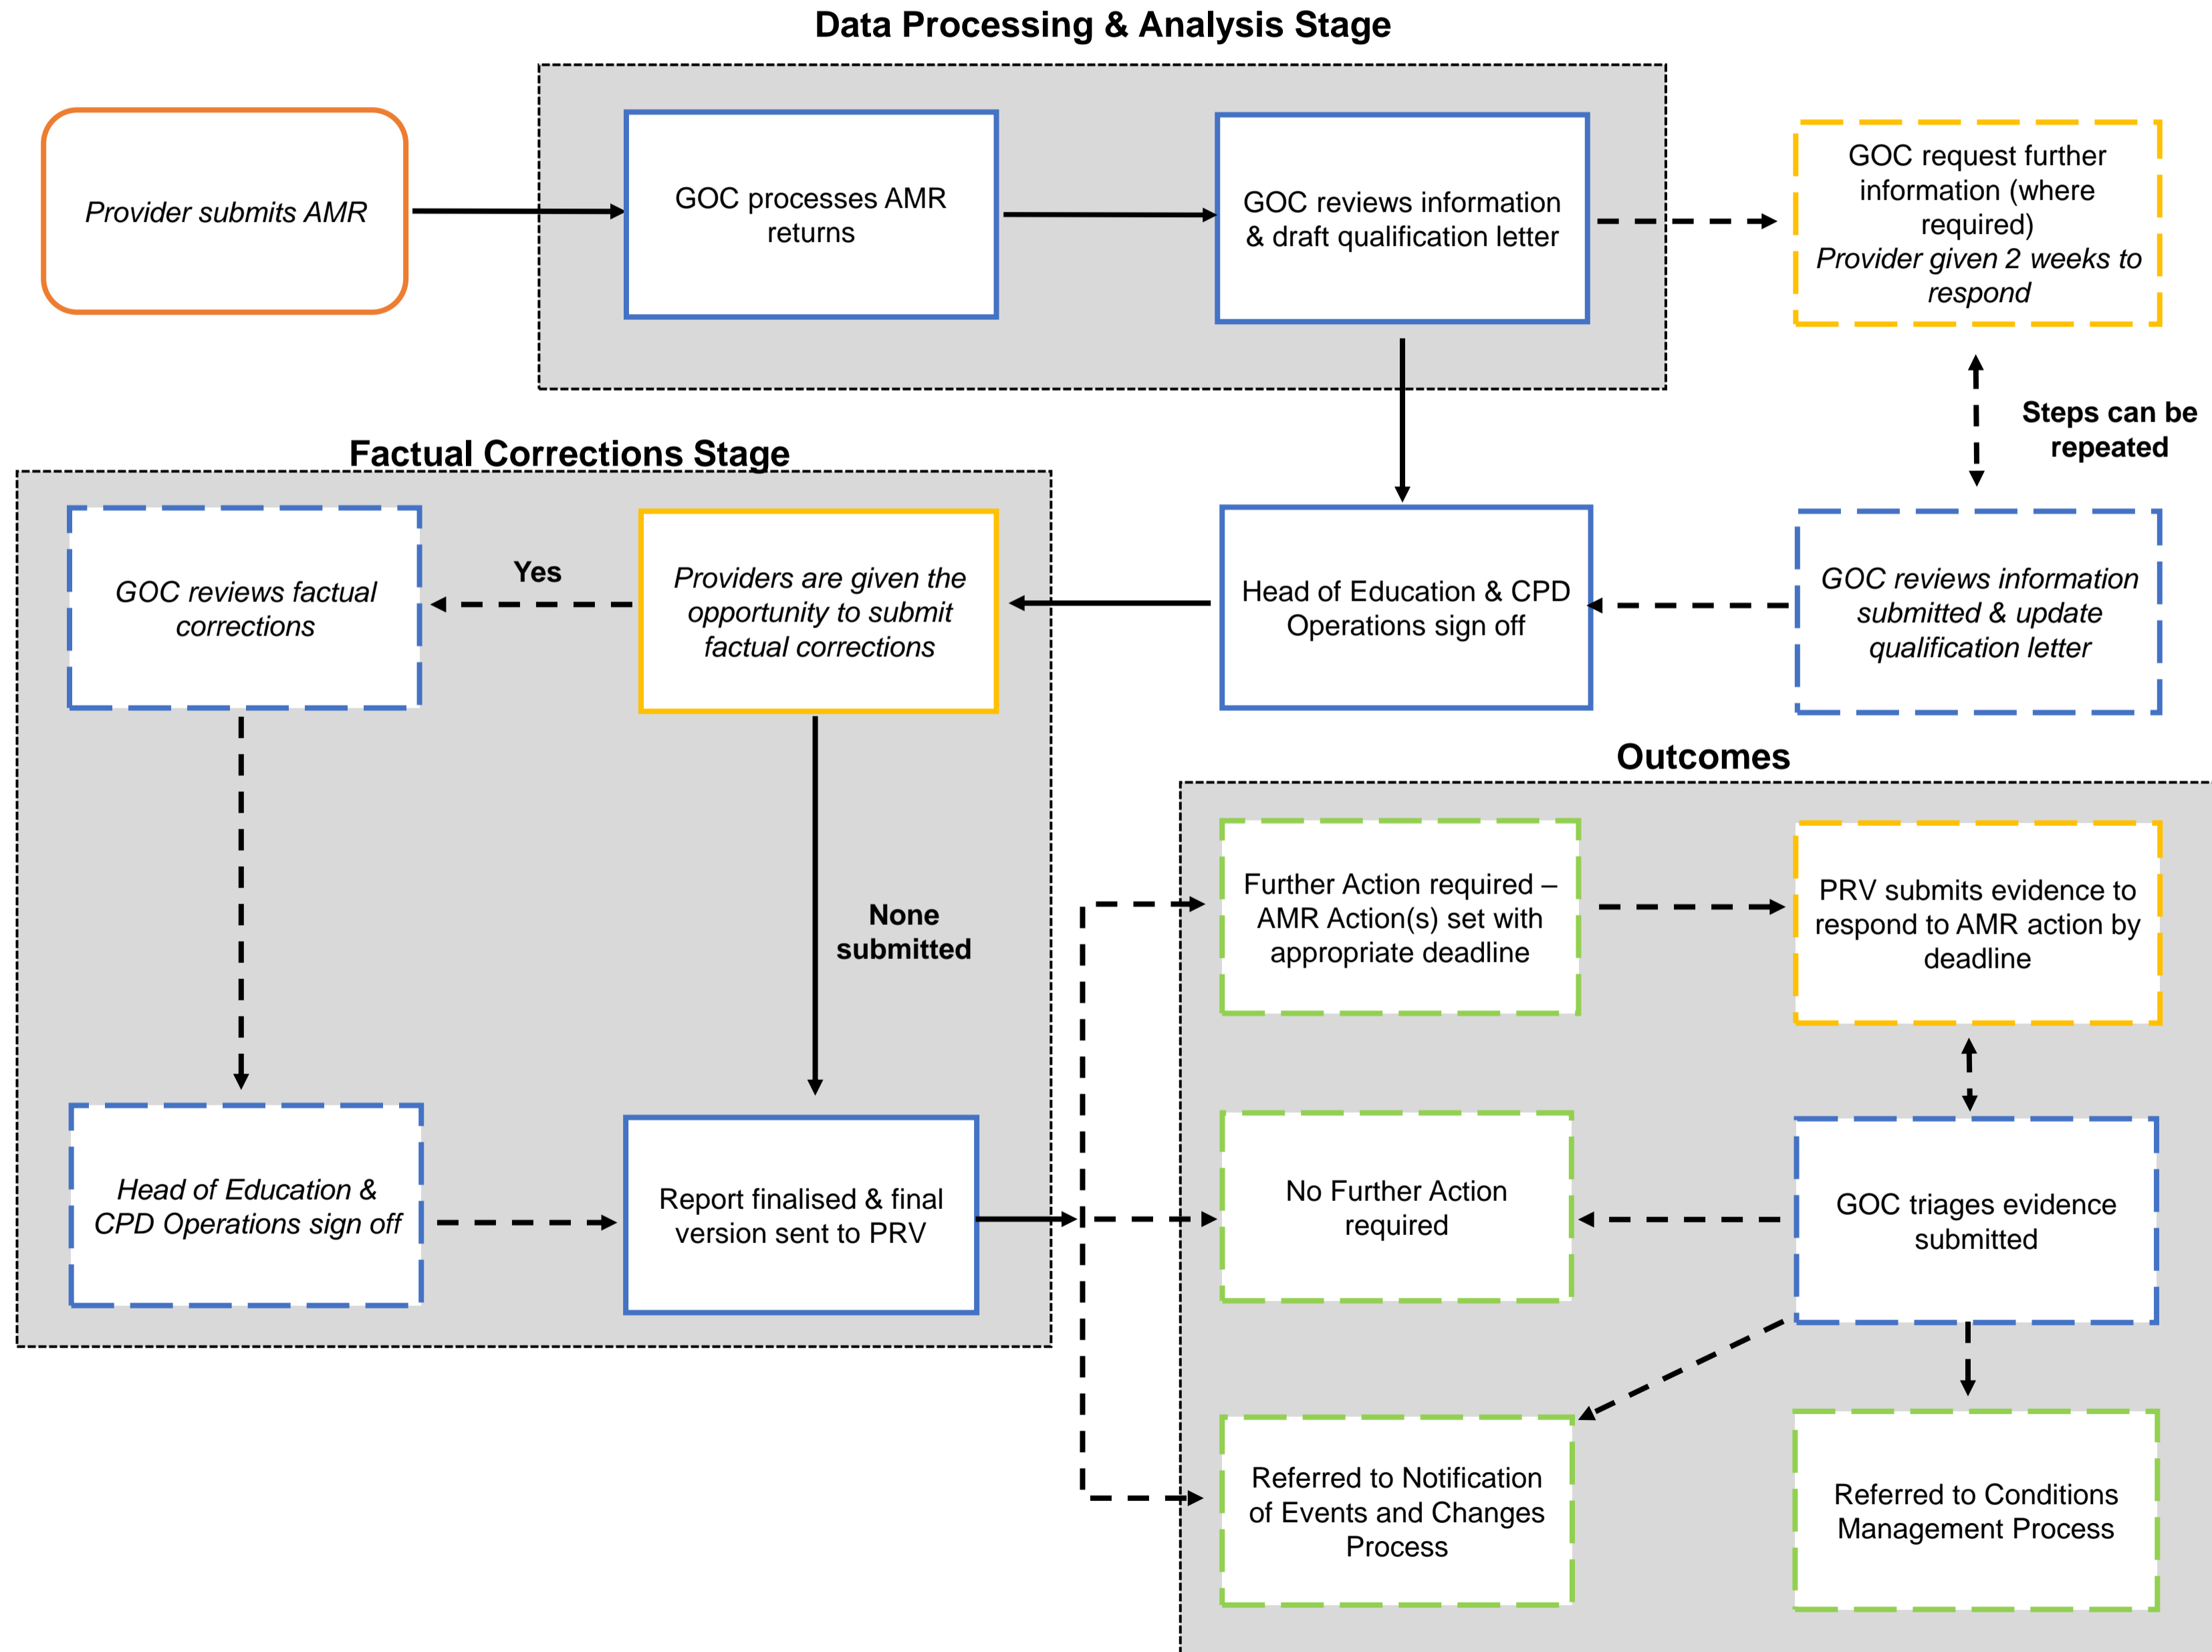 Data Processing & Analysis Stage
Provider submits AMR
GOC processes AMR
returns
GOC reviews information
& draft qualification letter
GOC request further
information (where
required)
Provider given 2 weeks to
respond
Steps can be
repeated
Factual Corrections Stage
GOC reviews factual
corrections
Yes
Providers are given the
opportunity to submit
factual corrections
Head of Education & CPD
Operations sign off
GOC reviews information
submitted & update
qualification letter
None
submitted
Head of Education &
CPD Operations sign off
Report finalised & final
version sent to PRV
Outcomes
Further Action required –
AMR Action(s) set with
appropriate deadline
PRV submits evidence to
respond to AMR action by
deadline
No Further Action
required
GOC triages evidence
submitted
Referred to Notification
of Events and Changes
Process
Referred to Conditions
Management Process